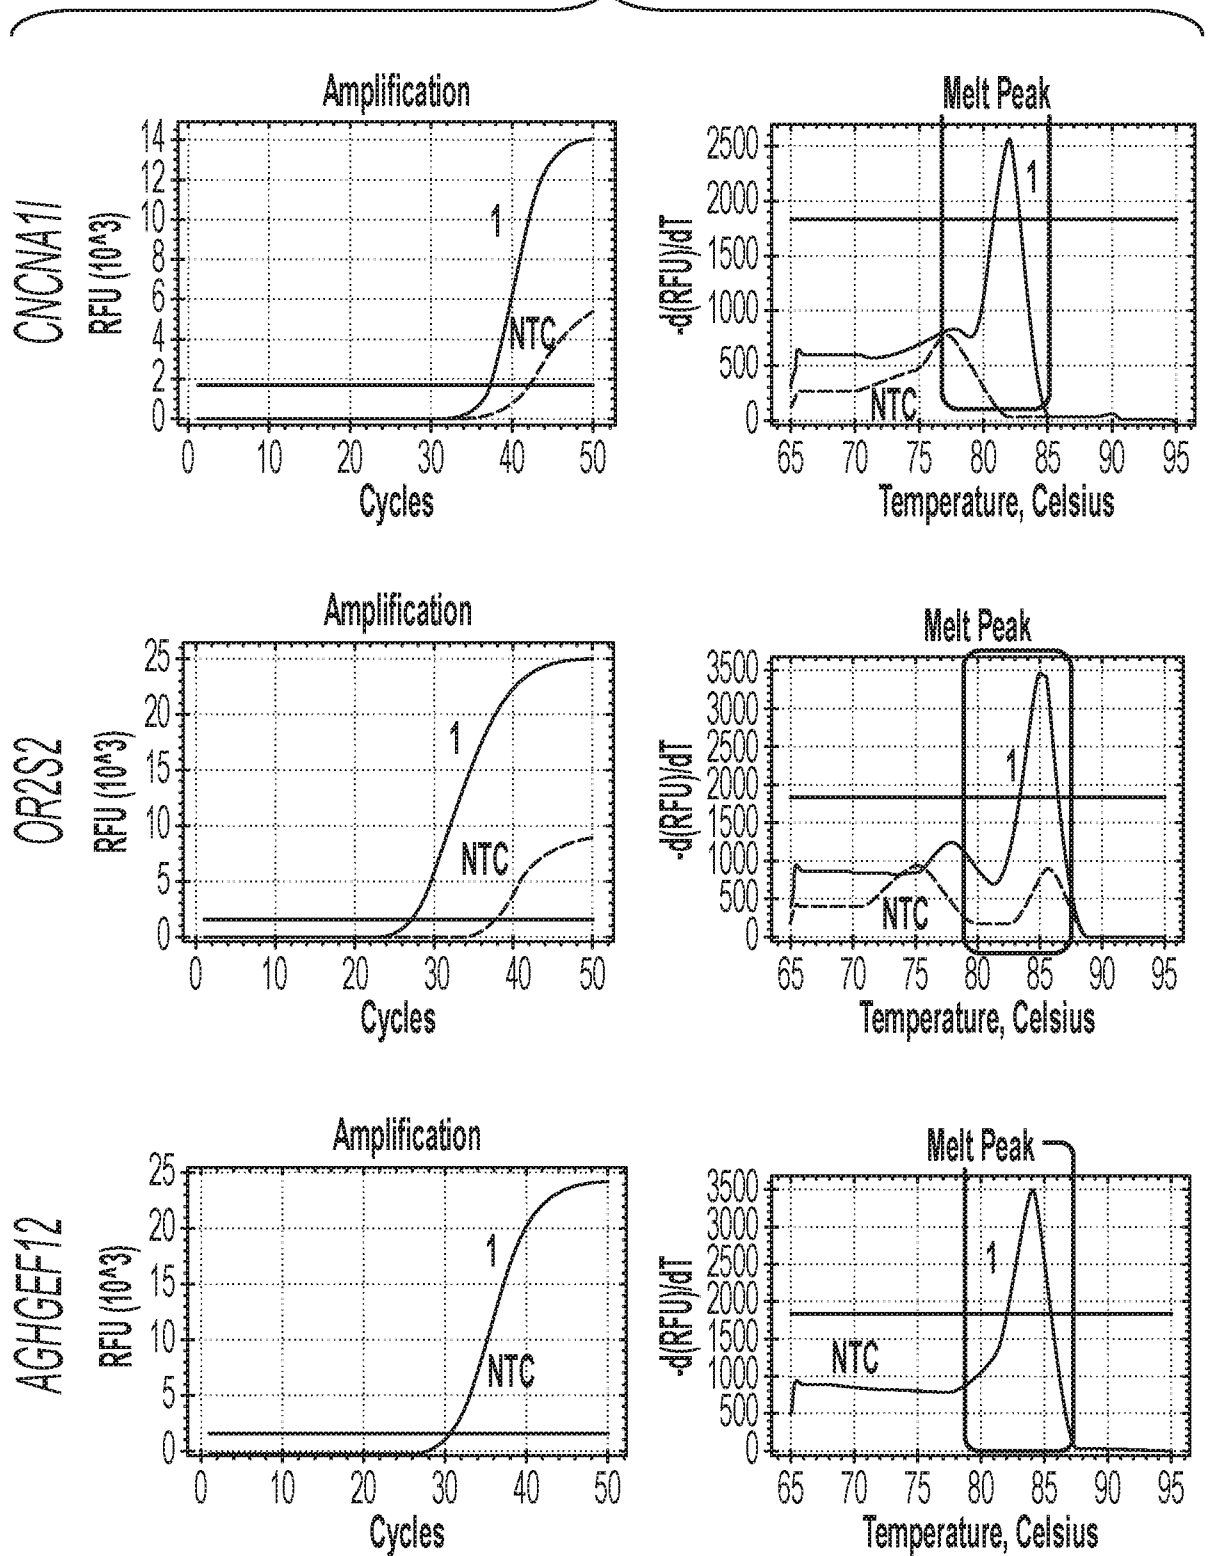 CNCNA1I
Amplification
RFU (10^3)
14
12
10
8
6
4
2
0
1
NTC
0 10 20 30 40 50
Cycles
Melt Peak
-d(RFU)/dT
2500
2000
1500
1000
500
0
1
NTC
65 70 75 80 85 90 95
Temperature, Celsius
OR2S2
Amplification
RFU (10^3)
25
20
15
10
5
0
1
NTC
0 10 20 30 40 50
Cycles
Melt Peak
-d(RFU)/dT
3500
3000
2500
2000
1500
1000
500
0
1
NTC
65 70 75 80 85 90 95
Temperature, Celsius
AGHGEF12
Amplification
RFU (10^3)
25
20
15
10
5
0
1
NTC
0 10 20 30 40 50
Cycles
Melt Peak
-d(RFU)/dT
3500
3000
2500
2000
1500
1000
500
0
1
NTC
65 70 75 80 85 90 95
Temperature, Celsius